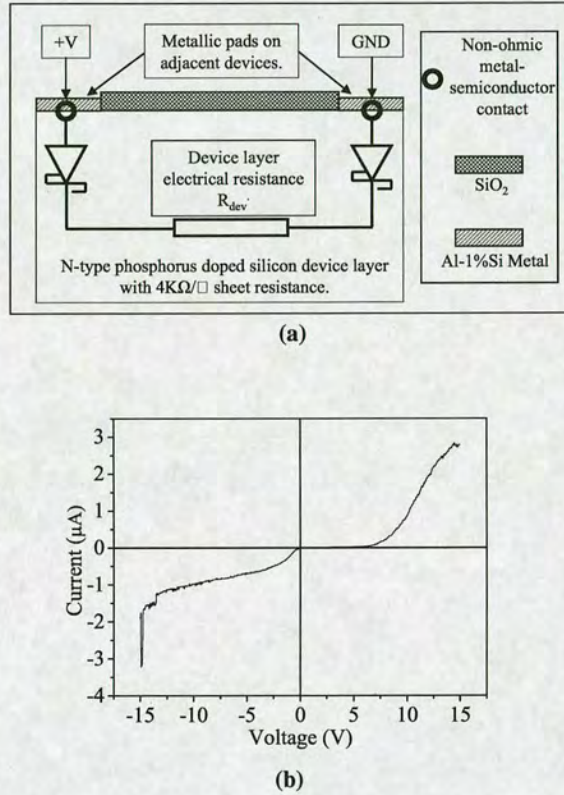 +V
Metallic pads on
adjacent devices.
GND
Non-ohmic
metal-
semiconductor
contact
Device layer
electrical resistance
R_dev
SiO₂
N-type phosphorus doped silicon device layer
with 4KΩ/□ sheet resistance.
Al-1%Si Metal
(a)
3
2
1
0
-1
-2
-3
-4
Current (μA)
-15
-10
-5
0
5
10
15
Voltage (V)
(b)